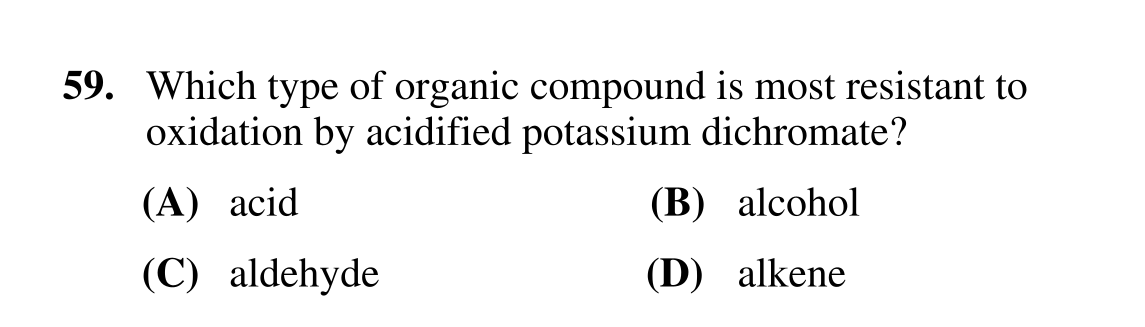 59. Which type of organic compound is most resistant to
oxidation by acidified potassium dichromate?
(A) acid (B) alcohol
(C) aldehyde (D) alkene